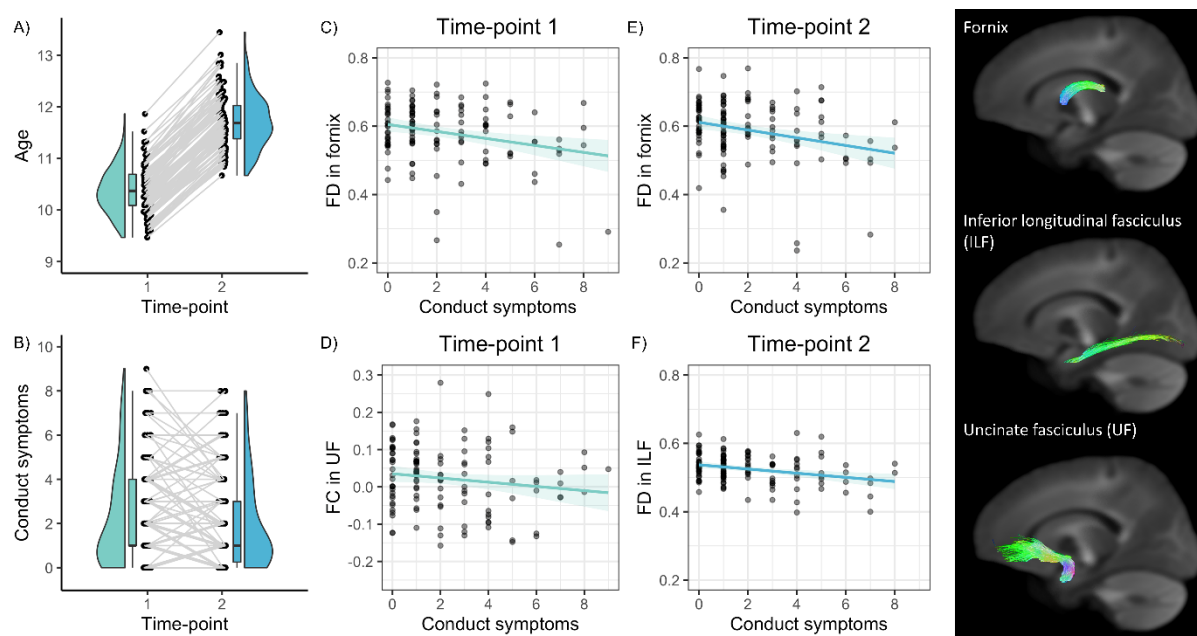 A)
13
12
11
10
9
Age
1 2
Time-point
B)
10
8
6
4
2
0
Conduct symptoms
1 2
Time-point
C)
Time-point 1
0.8
0.6
0.4
0.2
FD in fornix
0 2 4 6 8
Conduct symptoms
D)
Time-point 1
0.3
0.2
0.1
0.0
-0.1
-0.2
FC in UF
0 2 4 6 8
Conduct symptoms
E)
Time-point 2
0.8
0.6
0.4
0.2
FD in fornix
0 2 4 6 8
Conduct symptoms
F)
Time-point 2
0.8
0.6
0.4
0.2
FD in ILF
0 2 4 6 8
Conduct symptoms
Fornix
Inferior longitudinal fasciculus
(ILF)
Uncinate fasciculus (UF)